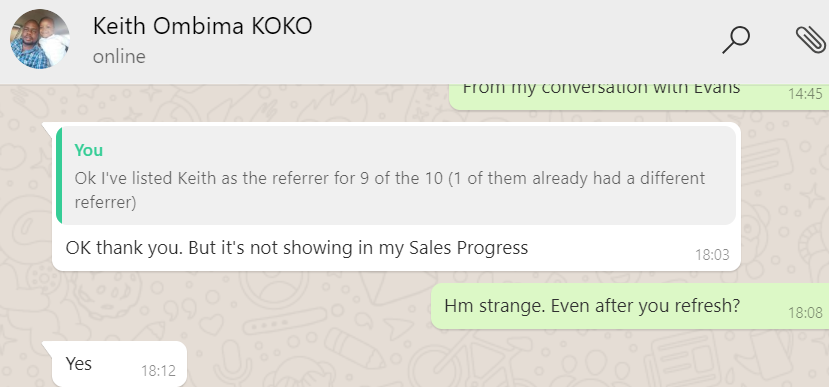 Keith Ombima KOKO
online
From my conversation with Evans
14:45
You
Ok I've listed Keith as the referrer for 9 of the 10 (1 of them already had a different
referrer)
OK thank you. But it's not showing in my Sales Progress
18:03
Hm strange. Even after you refresh?
18:08
Yes
18:12